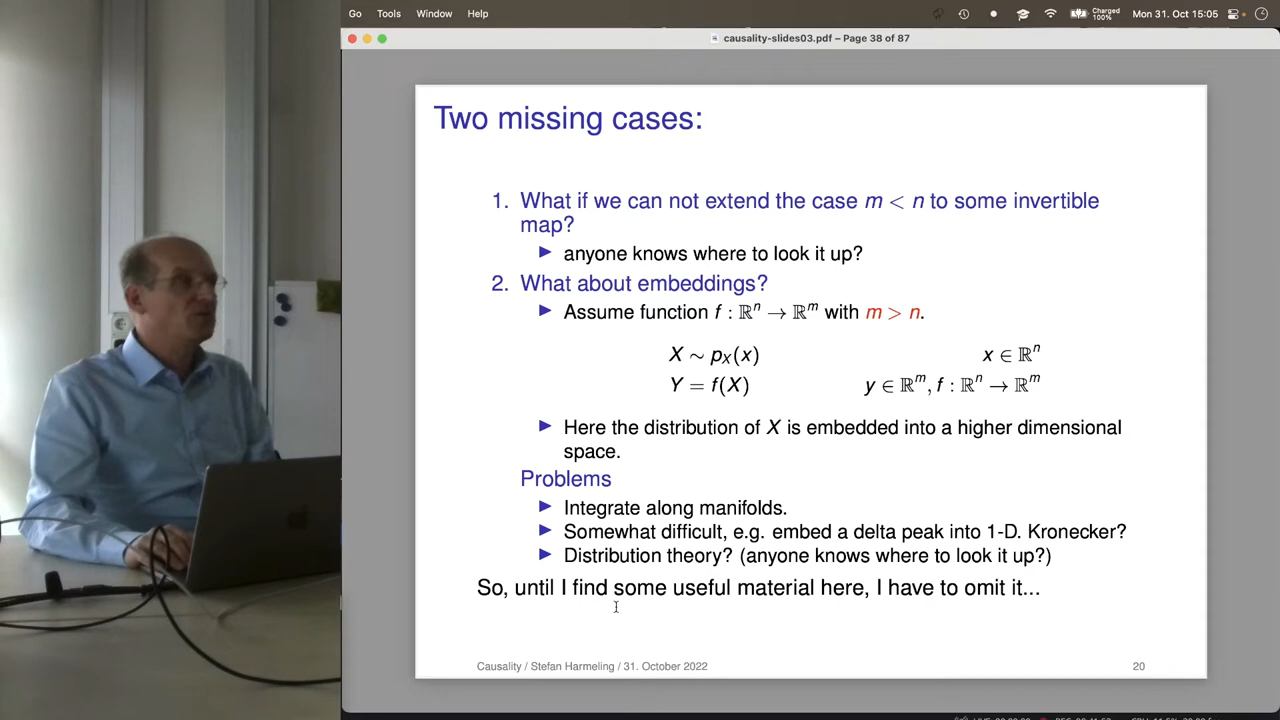 Go Tools Window Help Charged 100% Mon 31. Oct 15:05
causality-slides03.pdf – Page 38 of 87
Two missing cases:
1. What if we can not extend the case m < n to some invertible
map?
▶ anyone knows where to look it up?
2. What about embeddings?
▶ Assume function f : ℝⁿ → ℝᵐ with m > n.
X ∼ p_X(x) x ∈ ℝⁿ
Y = f(X) y ∈ ℝᵐ, f : ℝⁿ → ℝᵐ
▶ Here the distribution of X is embedded into a higher dimensional
space.
Problems
▶ Integrate along manifolds.
▶ Somewhat difficult, e.g. embed a delta peak into 1-D. Kronecker?
▶ Distribution theory? (anyone knows where to look it up?)
So, until I find some useful material here, I have to omit it...
Causality / Stefan Harmeling / 31. October 2022 20